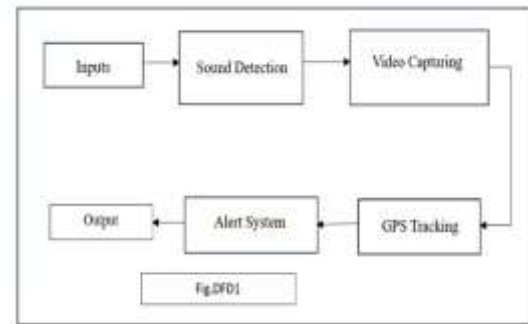 Inputs
Sound Detection
Video Capturing
Output
Alert System
GPS Tracking
Fig.DFD1